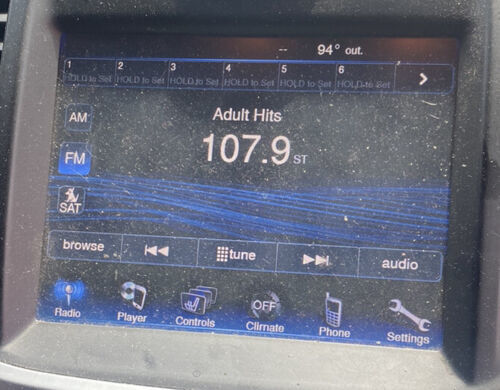 -- 94° out.
1 2 3 4 5 6
HOLD to Set HOLD to Set HOLD to Set HOLD to Set HOLD to Set HOLD to Set
Adult Hits
AM
107.9 ST
FM
SAT
browse tune audio
Radio Player Controls OFF Climate Phone Settings